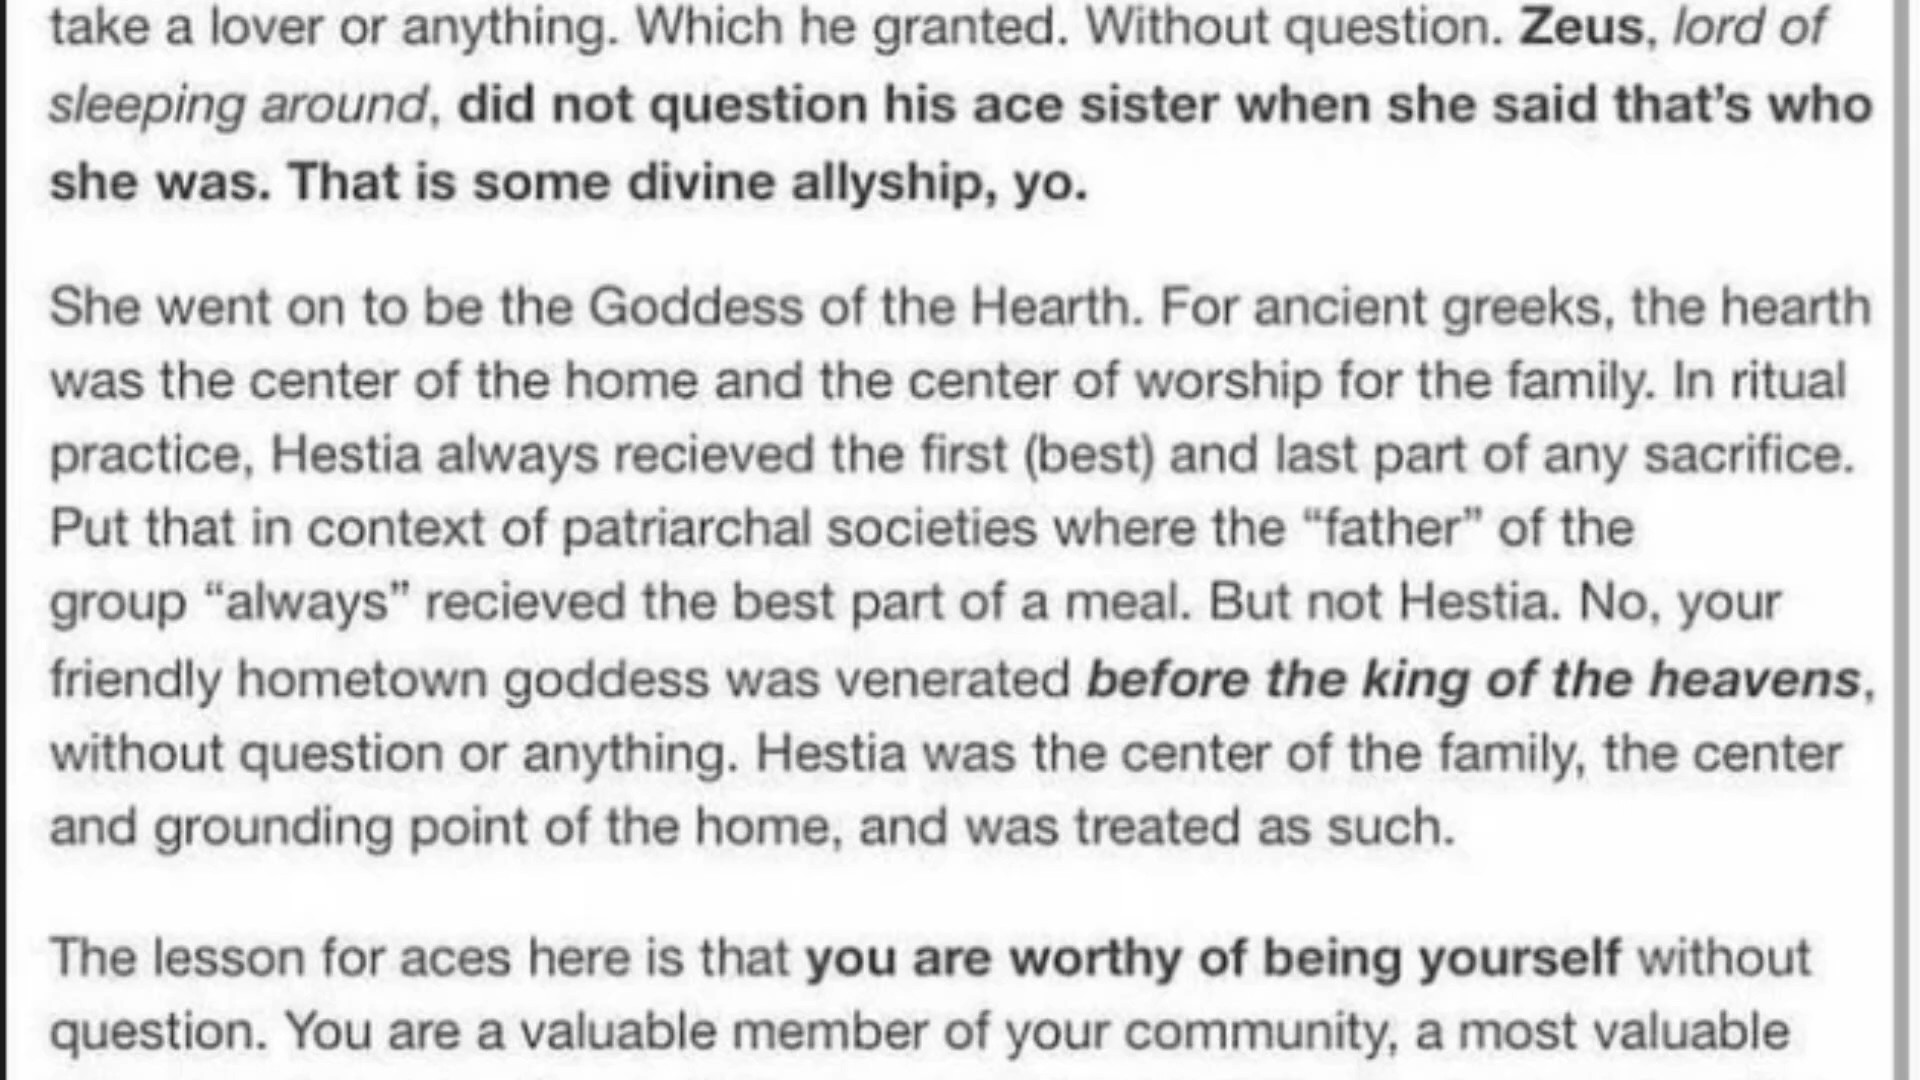 take a lover or anything. Which he granted. Without question. Zeus, lord of
sleeping around, did not question his ace sister when she said that’s who
she was. That is some divine allyship, yo.
She went on to be the Goddess of the Hearth. For ancient greeks, the hearth
was the center of the home and the center of worship for the family. In ritual
practice, Hestia always recieved the first (best) and last part of any sacrifice.
Put that in context of patriarchal societies where the “father” of the
group “always” recieved the best part of a meal. But not Hestia. No, your
friendly hometown goddess was venerated before the king of the heavens,
without question or anything. Hestia was the center of the family, the center
and grounding point of the home, and was treated as such.
The lesson for aces here is that you are worthy of being yourself without
question. You are a valuable member of your community, a most valuable